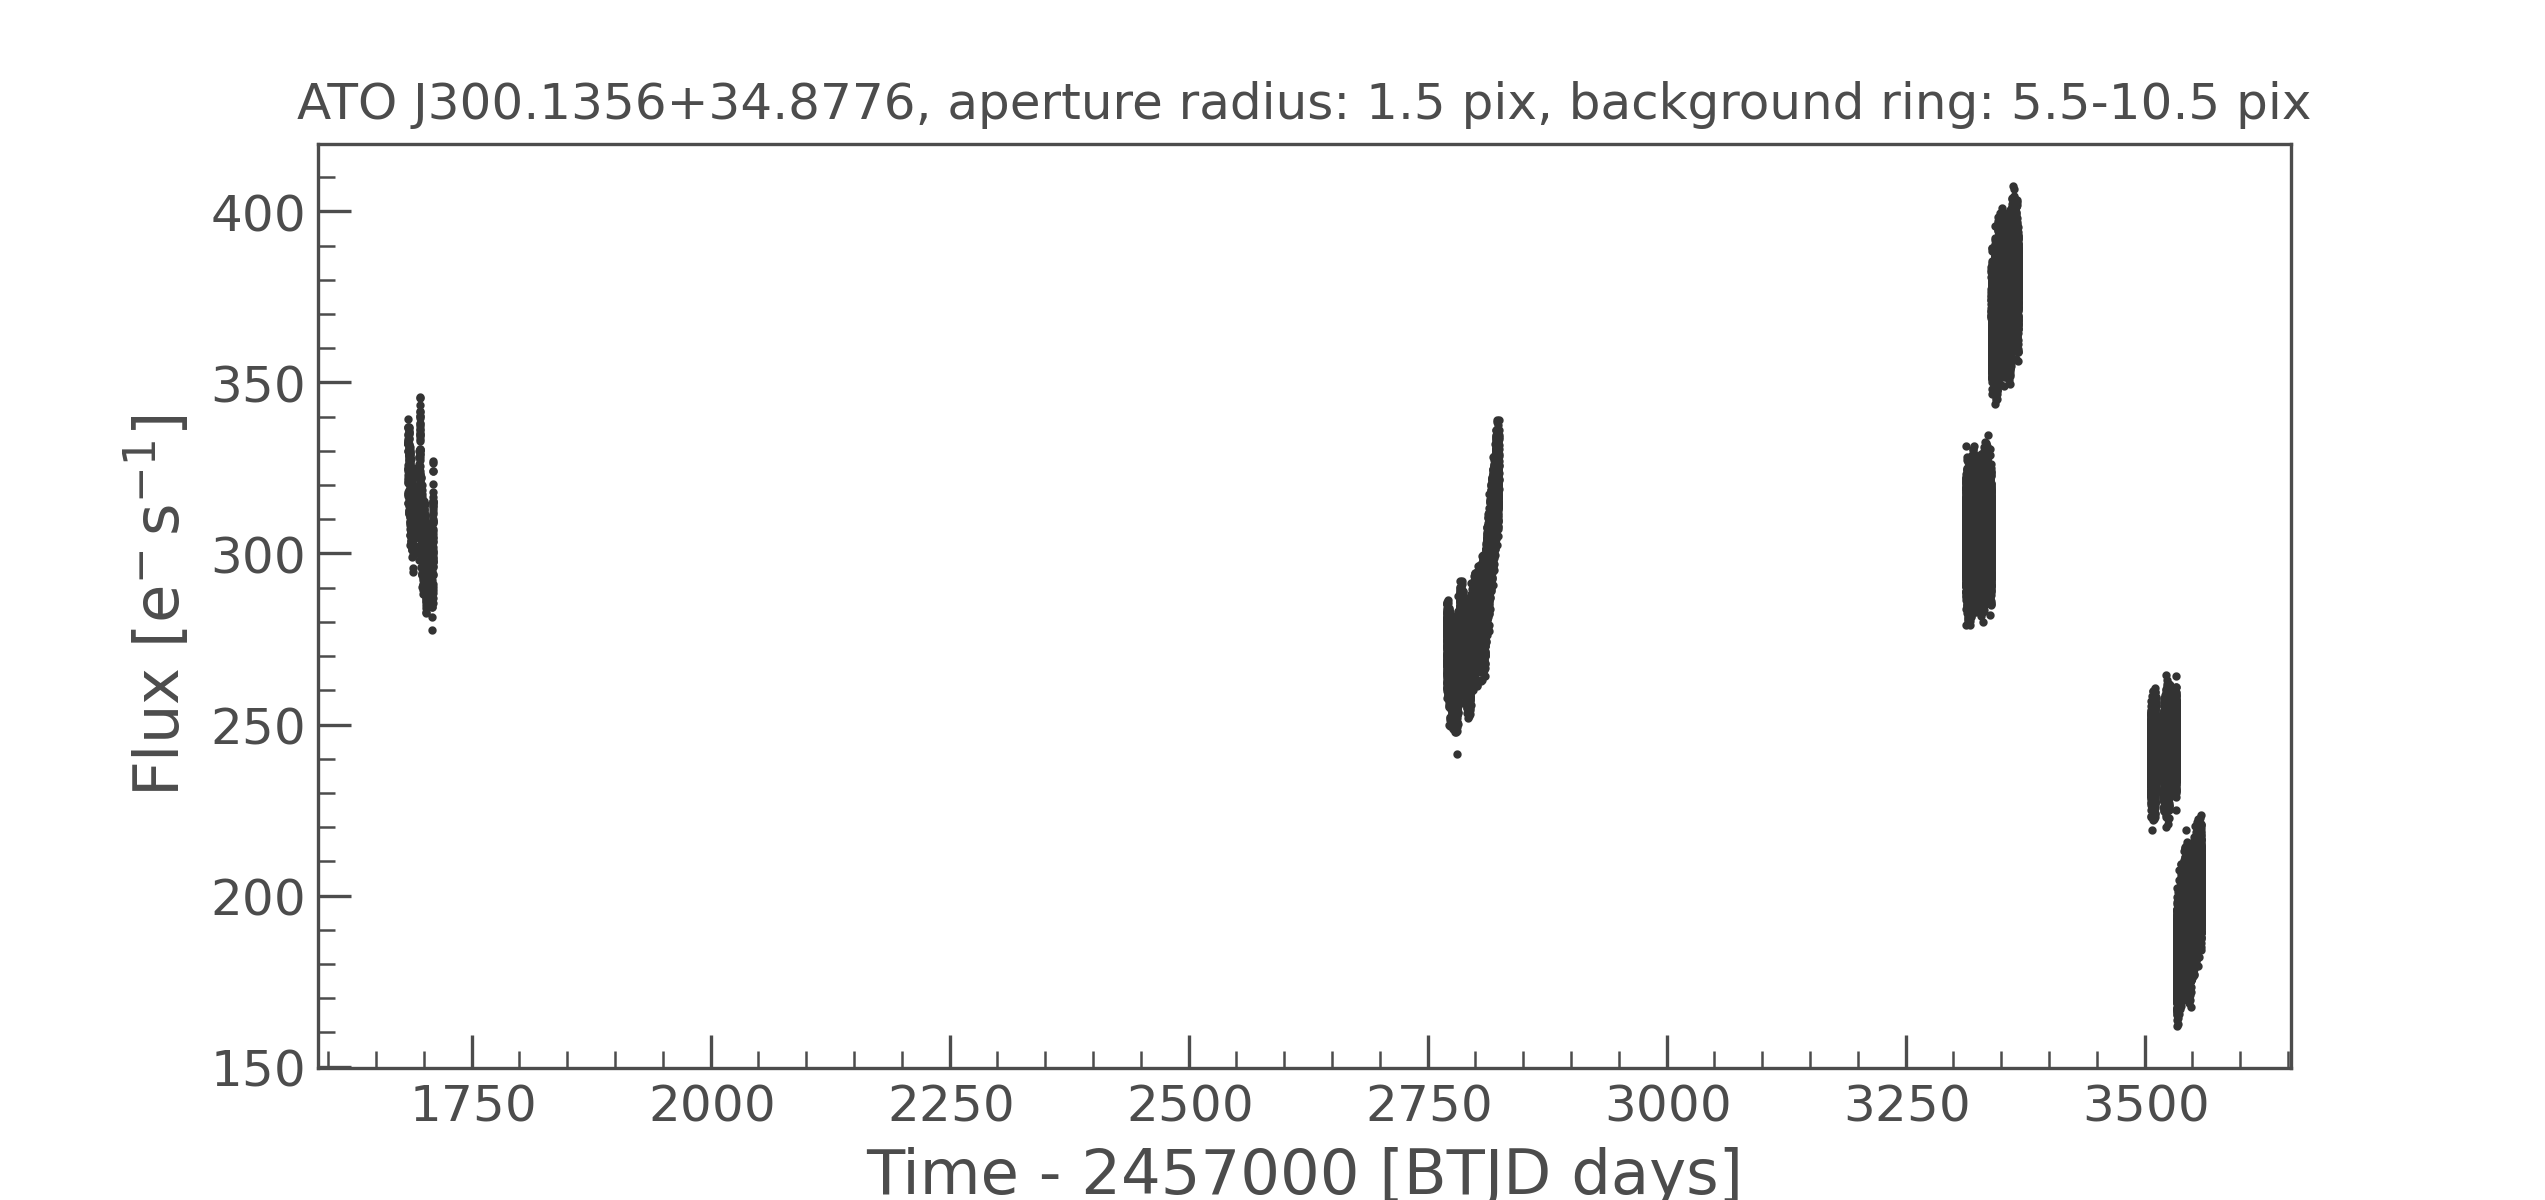 ATO J300.1356+34.8776, aperture radius: 1.5 pix, background ring: 5.5-10.5 pix
Flux [e⁻ s⁻¹]
400
350
300
250
200
150
1750 2000 2250 2500 2750 3000 3250 3500
Time - 2457000 [BTJD days]